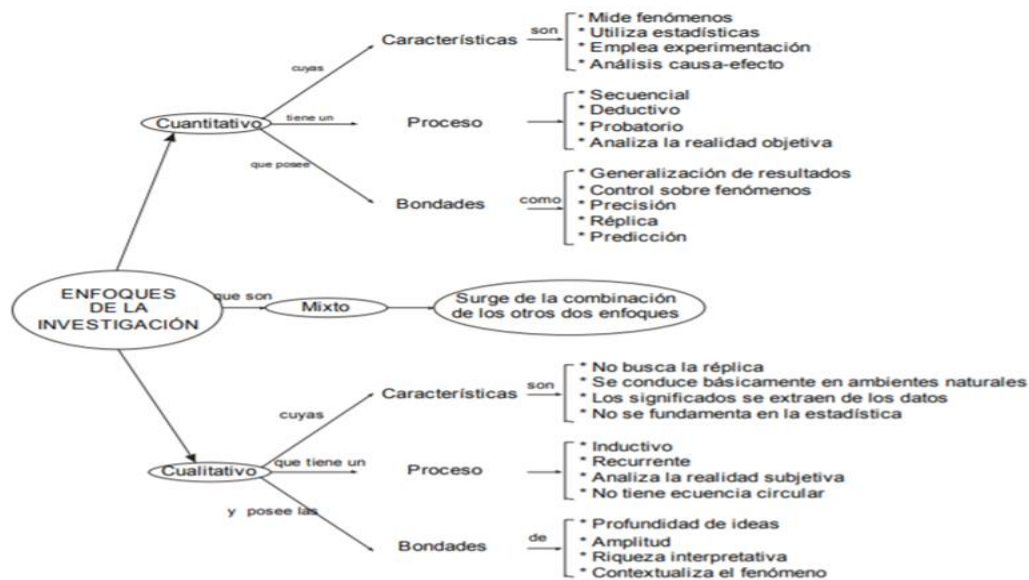 * Mide fenómenos
* Utiliza estadísticas
* Emplea experimentación
* Análisis causa-efecto
Características
son
cuyas
* Secuencial
* Deductivo
* Probatorio
* Analiza la realidad objetiva
Cuantitativo
tiene un
Proceso
que posee
* Generalización de resultados
* Control sobre fenómenos
* Precisión
* Réplica
* Predicción
Bondades
como
ENFOQUES
DE LA
INVESTIGACIÓN
que son
Mixto
Surge de la combinación
de los otros dos enfoques
* No busca la réplica
* Se conduce básicamente en ambientes naturales
* Los significados se extraen de los datos
* No se fundamenta en la estadística
Características
son
cuyas
* Inductivo
* Recurrente
* Analiza la realidad subjetiva
* No tiene ecuencia circular
Cualitativo
que tiene un
Proceso
y posee las
* Profundidad de ideas
* Amplitud
* Riqueza interpretativa
* Contextualiza el fenómeno
Bondades
de